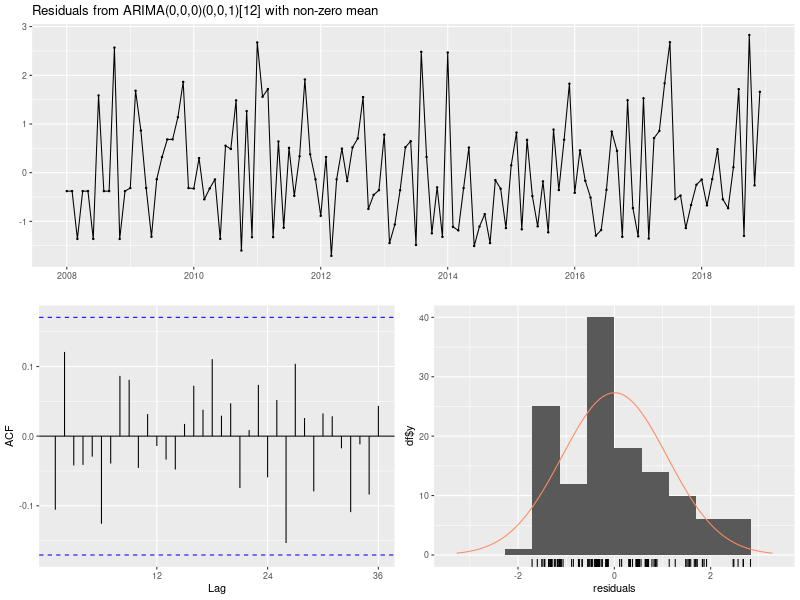 Residuals from ARIMA(0,0,0)(0,0,1)[12] with non-zero mean
3
2
1
0
-1
2008 2010 2012 2014 2016 2018
ACF
0.1
0.0
-0.1
12 24 36
Lag
df$y
40
30
20
10
0
-2 0 2
residuals